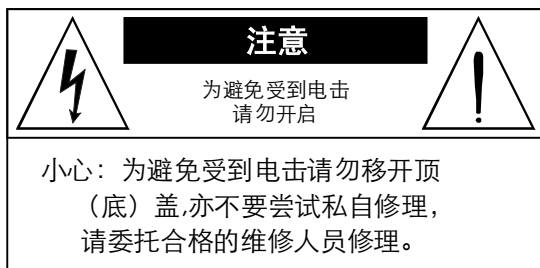 注意
为避免受到电击
请勿开启
小心：为避免受到电击请勿移开顶
（底）盖,亦不要尝试私自修理，
请委托合格的维修人员修理。